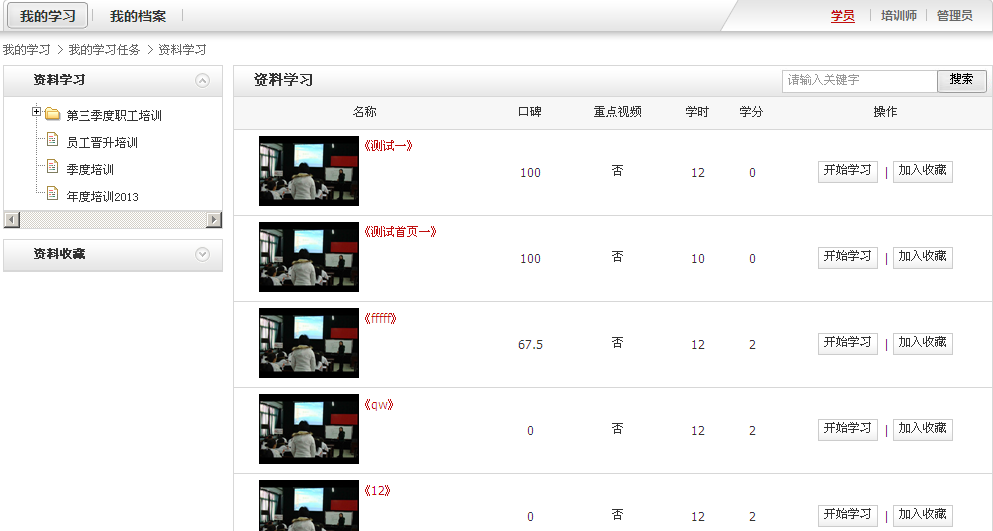 我的学习 我的档案 学员 培训师 管理员
我的学习 > 我的学习任务 > 资料学习
资料学习
第三季度职工培训
员工晋升培训
季度培训
年度培训2013
资料收藏
资料学习 请输入关键字 搜索
名称 口碑 重点视频 学时 学分 操作
《测试一》 100 否 12 0 开始学习 | 加入收藏
《测试首页一》 100 否 10 0 开始学习 | 加入收藏
《fffff》 67.5 否 12 2 开始学习 | 加入收藏
《qw》 0 否 12 2 开始学习 | 加入收藏
《12》 0 否 12 2 开始学习 | 加入收藏